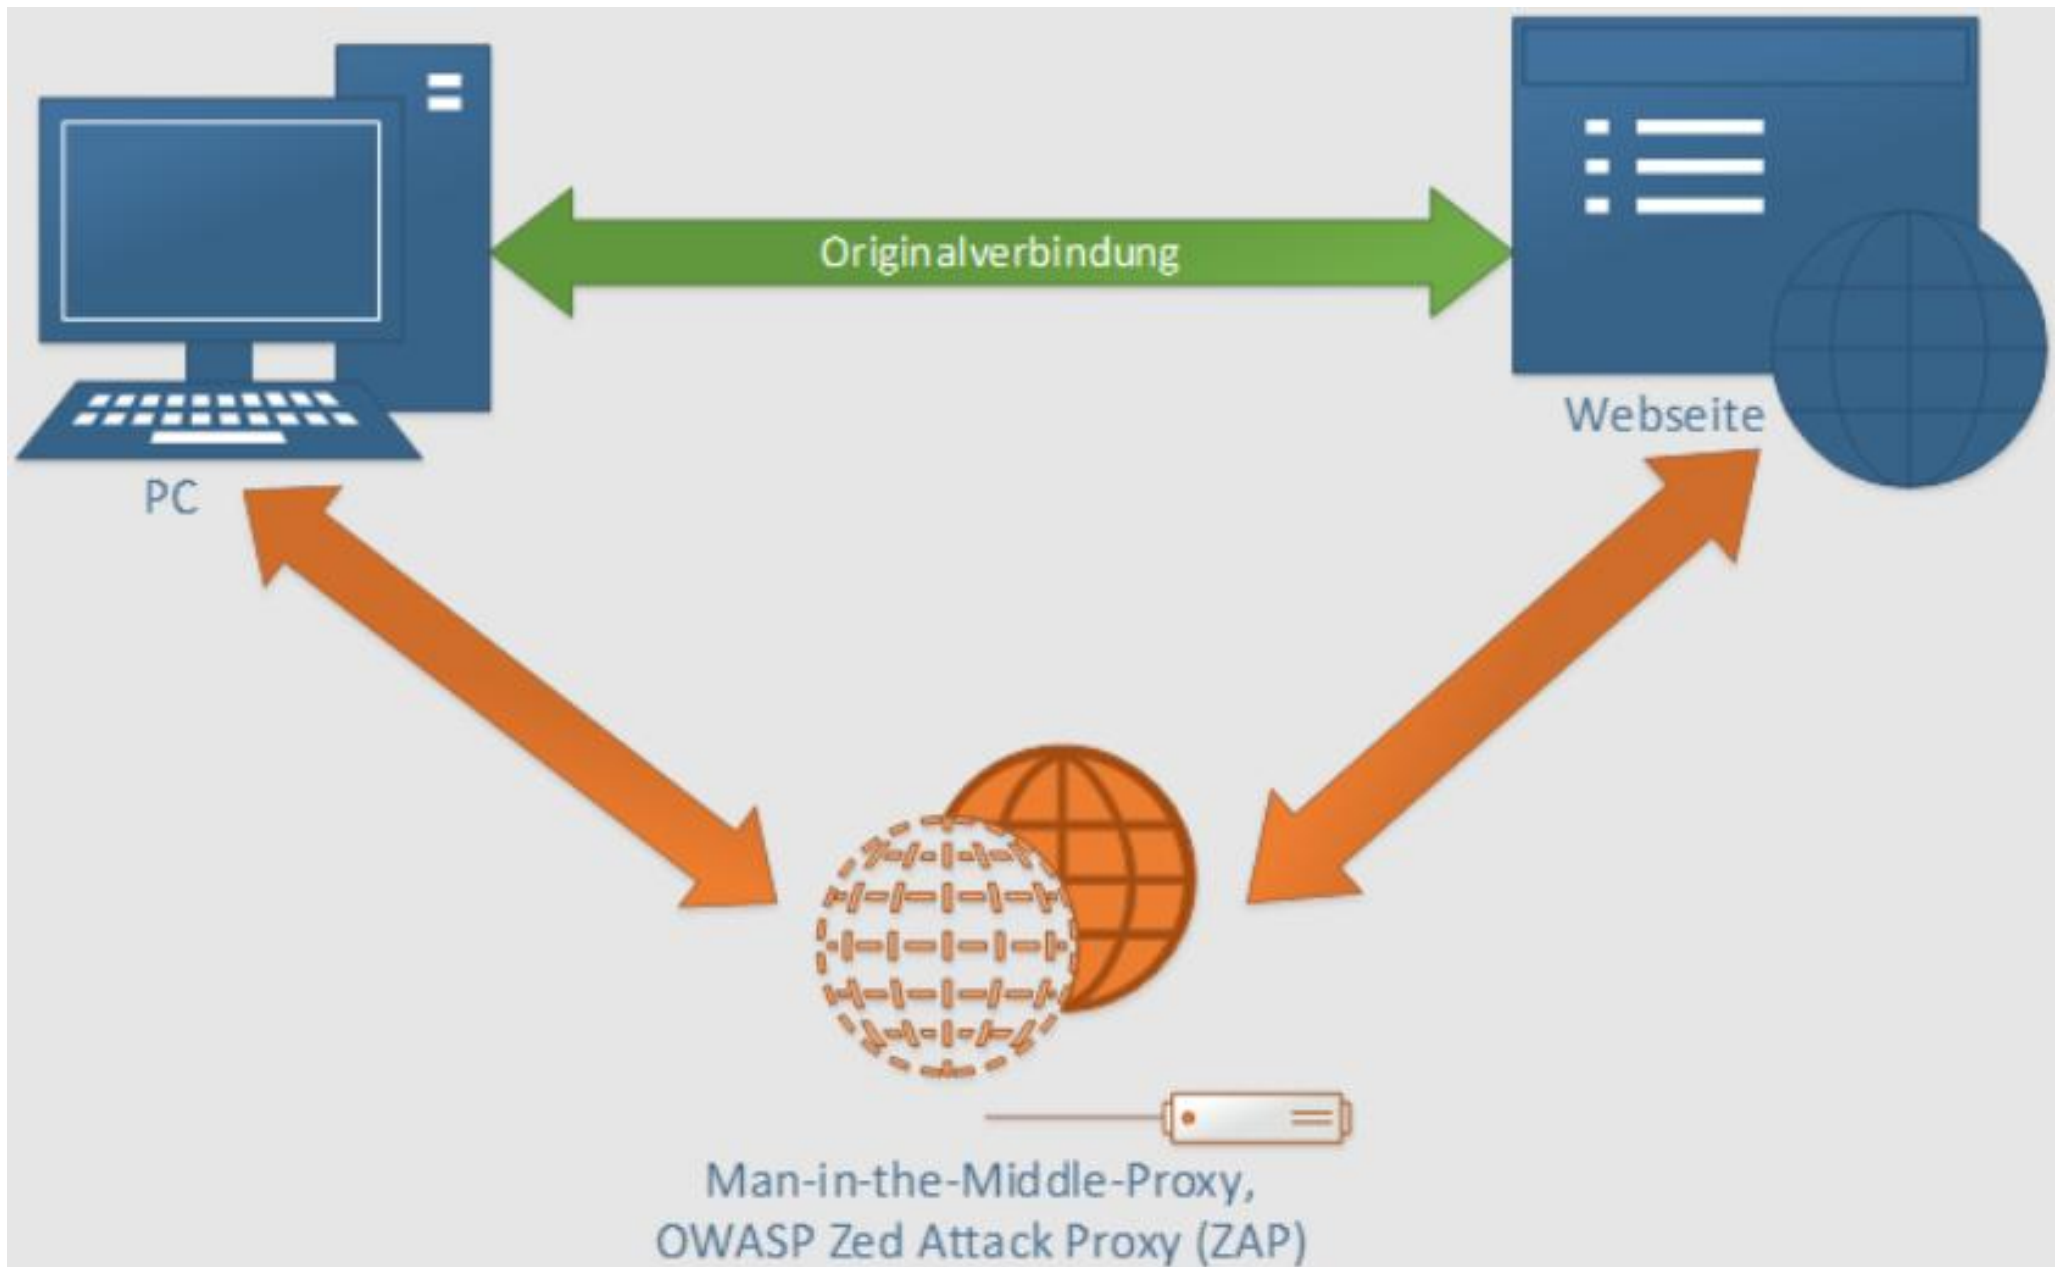 Originalverbindung
Webseite
PC
Man-in-the-Middle-Proxy,
OWASP Zed Attack Proxy (ZAP)